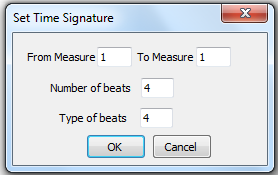 Set Time Signature
From Measure 1 To Measure 1
Number of beats 4
Type of beats 4
OK Cancel